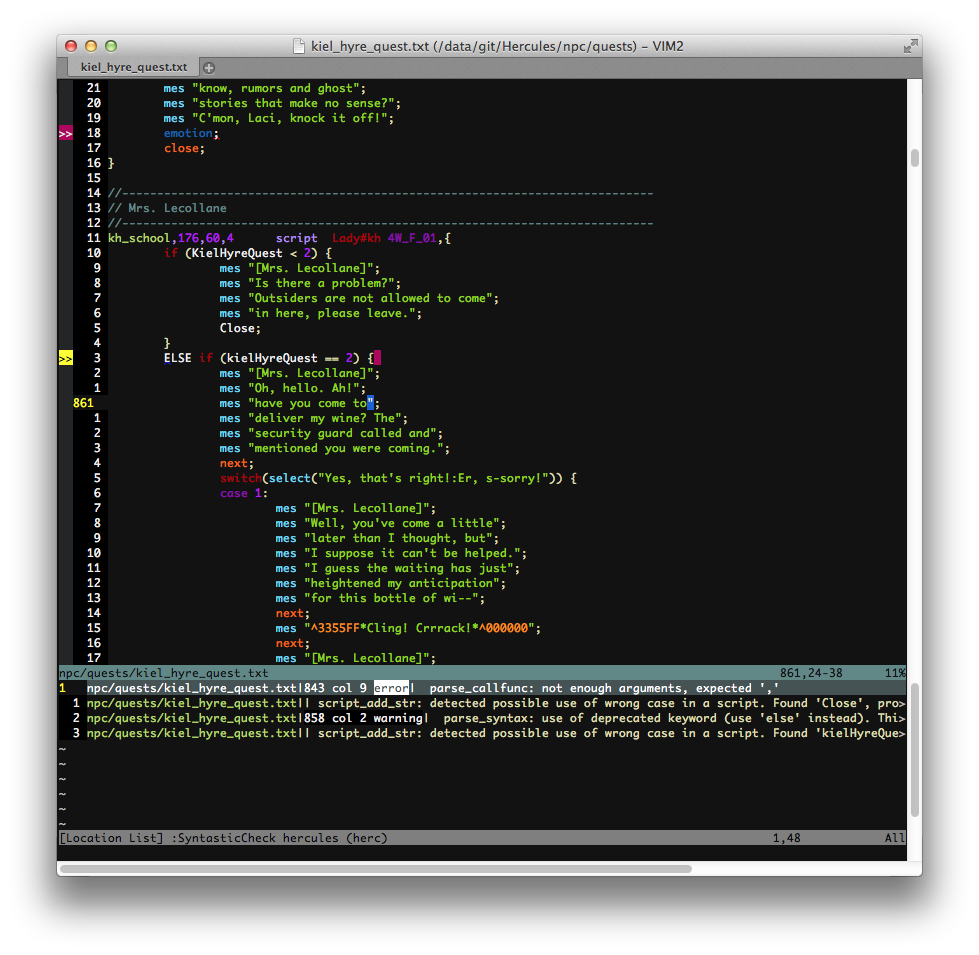 kiel_hyre_quest.txt (/data/git/Hercules/npc/quests) – VIM2
kiel_hyre_quest.txt
21 mes "know, rumors and ghost";
20 mes "stories that make no sense?";
19 mes "C'mon, Laci, knock it off!";
>> 18 emotion;
17 close;
16 }
15
14 //----------------------------------------------------------------------------
13 // Mrs. Lecollane
12 //----------------------------------------------------------------------------
11 kh_school,176,60,4 script Lady#kh 4W_F_01,{
10 if (KielHyreQuest < 2) {
9 mes "[Mrs. Lecollane]";
8 mes "Is there a problem?";
7 mes "Outsiders are not allowed to come";
6 mes "in here, please leave.";
5 Close;
4 }
>> 3 ELSE if (kielHyreQuest == 2) {
2 mes "[Mrs. Lecollane]";
1 mes "Oh, hello. Ah!";
861 mes "have you come to";
1 mes "deliver my wine? The";
2 mes "security guard called and";
3 mes "mentioned you were coming.";
4 next;
5 switch(select("Yes, that's right!:Er, s-sorry!")) {
6 case 1:
7 mes "[Mrs. Lecollane]";
8 mes "Well, you've come a little";
9 mes "later than I thought, but";
10 mes "I suppose it can't be helped.";
11 mes "I guess the waiting has just";
12 mes "heightened my anticipation";
13 mes "for this bottle of wi--";
14 next;
15 mes "^3355FF*Cling! Crrrack!*^000000";
16 next;
17 mes "[Mrs. Lecollane]";
npc/quests/kiel_hyre_quest.txt 861,24-38 11%
1 npc/quests/kiel_hyre_quest.txt|843 col 9 error| parse_callfunc: not enough arguments, expected ','
1 npc/quests/kiel_hyre_quest.txt|| script_add_str: detected possible use of wrong case in a script. Found 'Close', pro>
2 npc/quests/kiel_hyre_quest.txt|858 col 2 warning| parse_syntax: use of deprecated keyword (use 'else' instead). Thi>
3 npc/quests/kiel_hyre_quest.txt|| script_add_str: detected possible use of wrong case in a script. Found 'kielHyreQue>
~
~
~
~
~
~
[Location List] :SyntasticCheck hercules (herc) 1,48 All